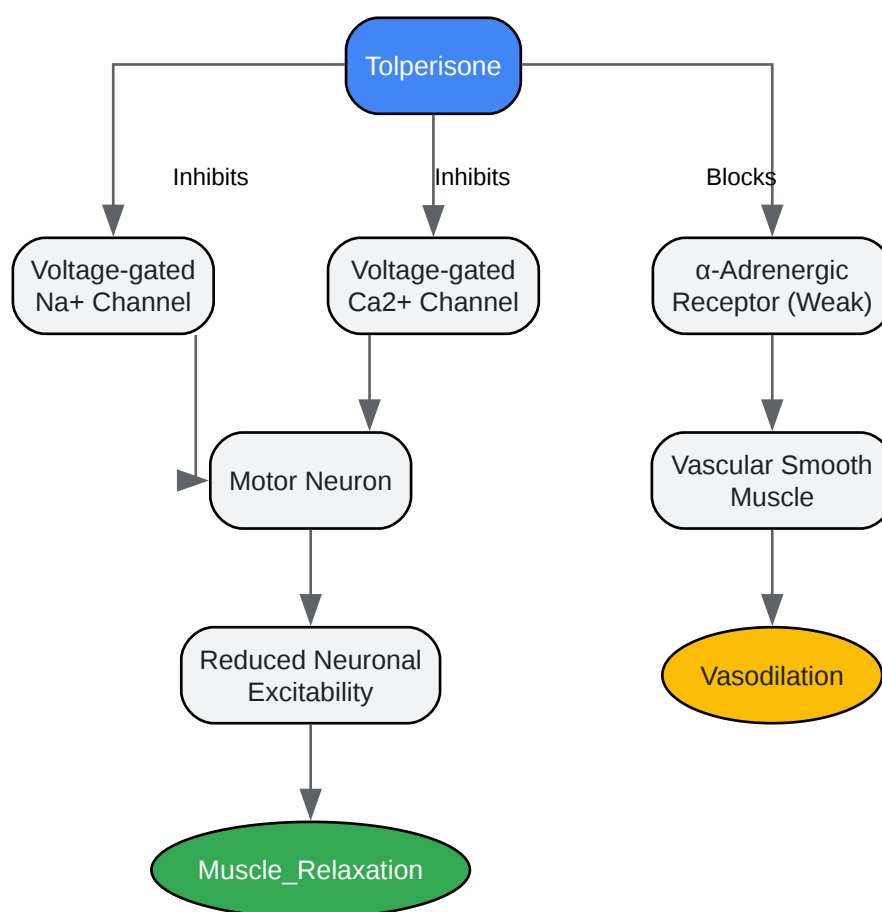 Tolperisone
Inhibits
Inhibits
Blocks
Voltage-gated
Na+ Channel
Voltage-gated
Ca2+ Channel
α-Adrenergic
Receptor (Weak)
Motor Neuron
Vascular Smooth
Muscle
Reduced Neuronal
Excitability
Vasodilation
Muscle_Relaxation